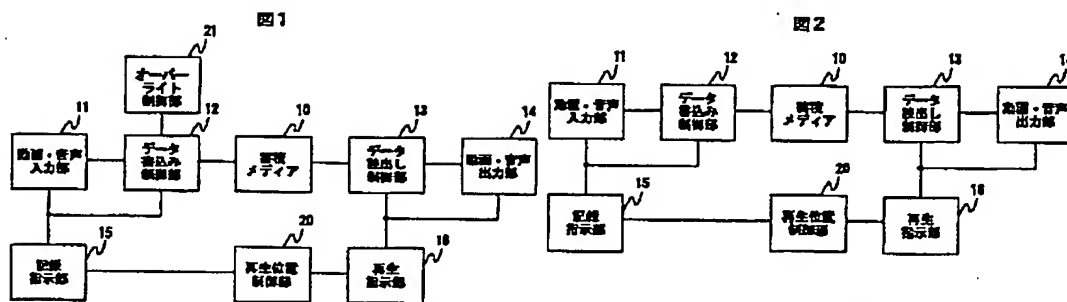 図1
21
オーバー
ライト
制御部
11
12
10
13
14
動画・音声
入力部
データ
書込み
制御部
蓄積
メディア
データ
読出し
制御部
動画・音声
出力部
15
20
16
記録
指示部
再生位置
制御部
再生
指示部
図2
11
12
10
13
14
動画・音声
入力部
データ
書込み
制御部
蓄積
メディア
データ
読出し
制御部
動画・音声
出力部
15
20
16
記録
指示部
再生位置
制御部
再生
指示部